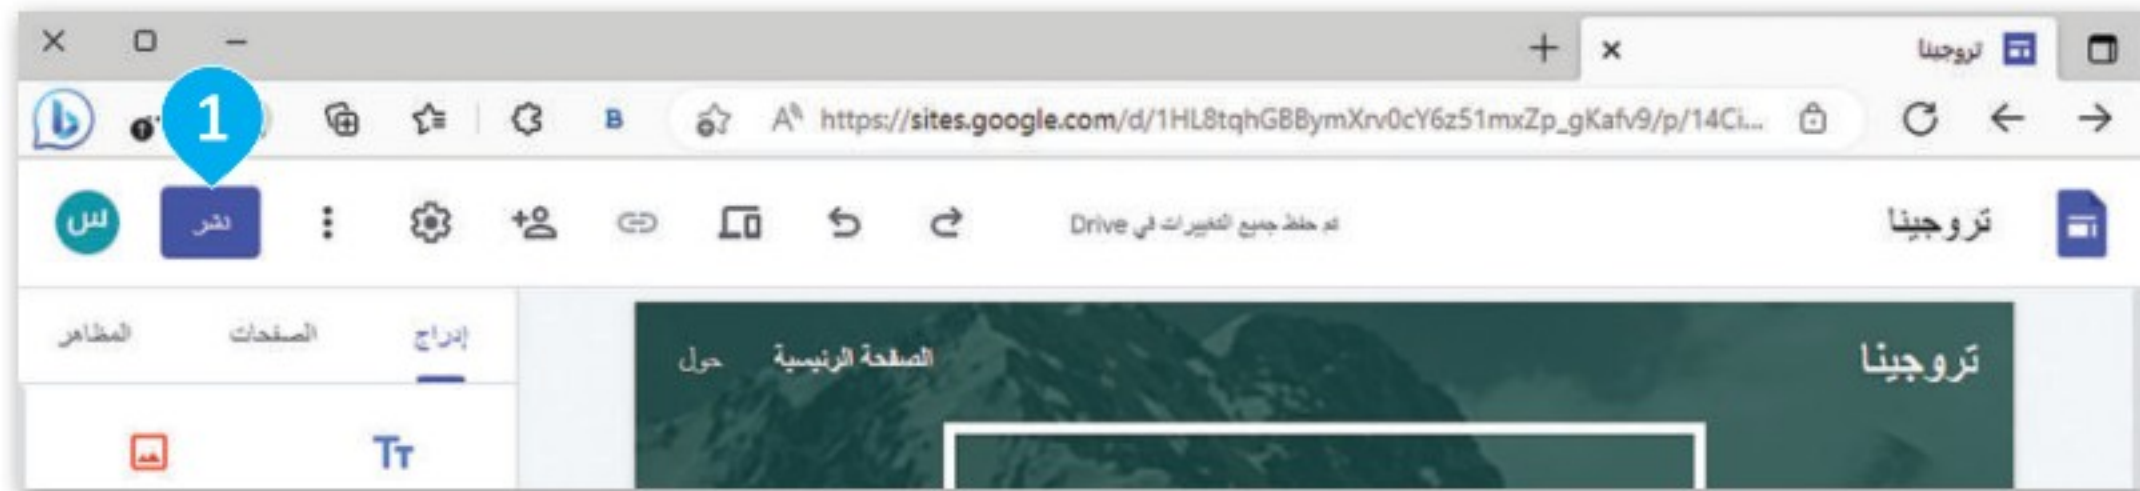 تروجينا
https://sites.google.com/d/1HL8tqhGBBymXrv0cY6z51mxZp_gKafv9/p/14Ci...
B
1
تروجينا
تم حفظ جميع التغييرات في Drive
نشر
س
إدراج الصفحات المظاهر
تروجينا
الصفحة الرئيسية حول